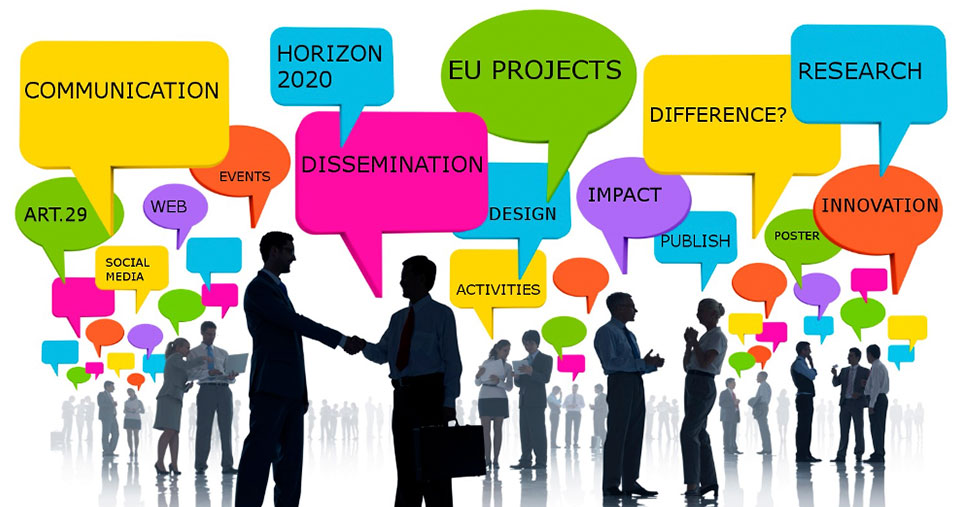 COMMUNICATION
HORIZON
2020
EU PROJECTS
DIFFERENCE?
RESEARCH
DISSEMINATION
EVENTS
ART.29
WEB
DESIGN
IMPACT
PUBLISH
POSTER
INNOVATION
SOCIAL
MEDIA
ACTIVITIES